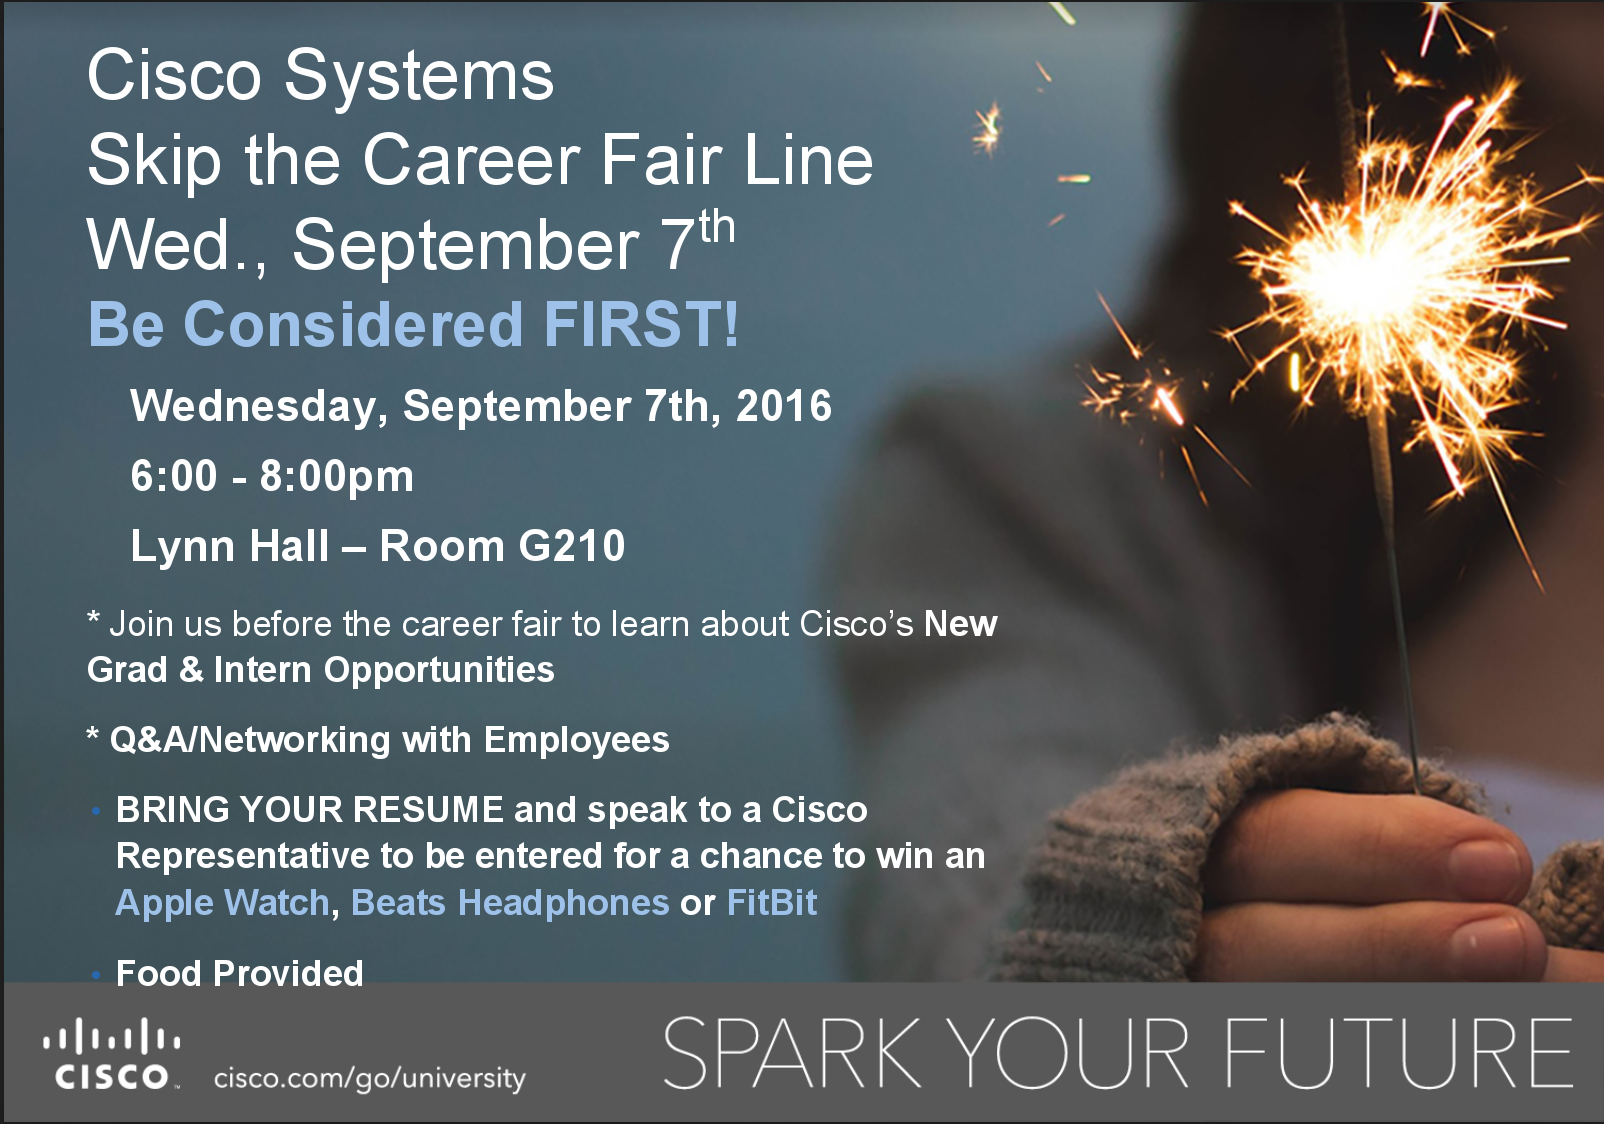 Cisco Systems
Skip the Career Fair Line
Wed., September 7th
Be Considered FIRST!
Wednesday, September 7th, 2016
6:00 - 8:00pm
Lynn Hall – Room G210
* Join us before the career fair to learn about Cisco’s New
Grad & Intern Opportunities
* Q&A/Networking with Employees
• BRING YOUR RESUME and speak to a Cisco
Representative to be entered for a chance to win an
Apple Watch, Beats Headphones or FitBit
• Food Provided
CISCO™ cisco.com/go/university SPARK YOUR FUTURE